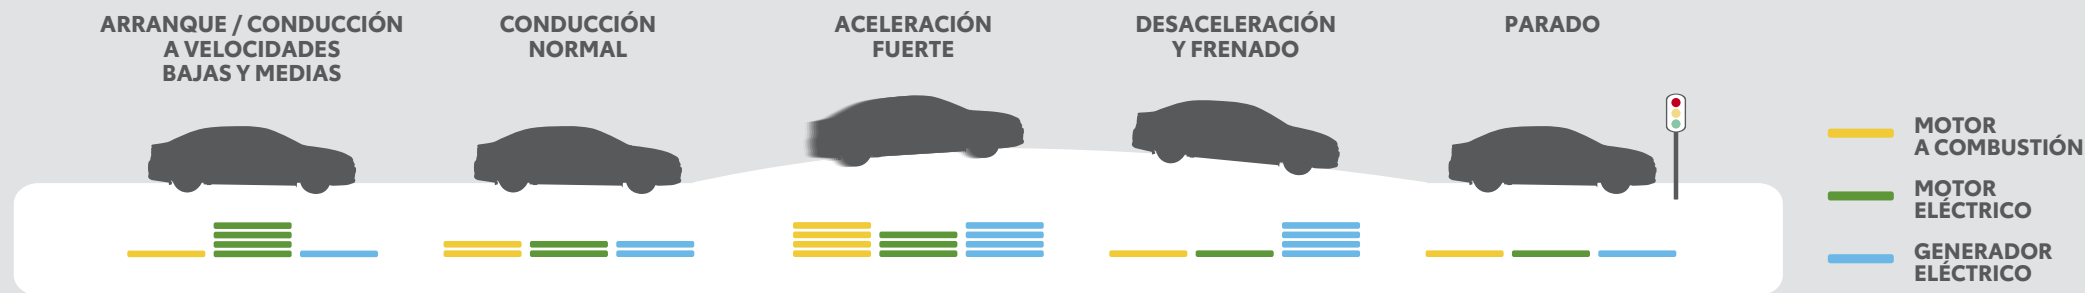 ARRANQUE / CONDUCCIÓN
A VELOCIDADES
BAJAS Y MEDIAS
CONDUCCIÓN
NORMAL
ACELERACIÓN
FUERTE
DESACELERACIÓN
Y FRENADO
PARADO
MOTOR
A COMBUSTIÓN
MOTOR
ELÉCTRICO
GENERADOR
ELÉCTRICO